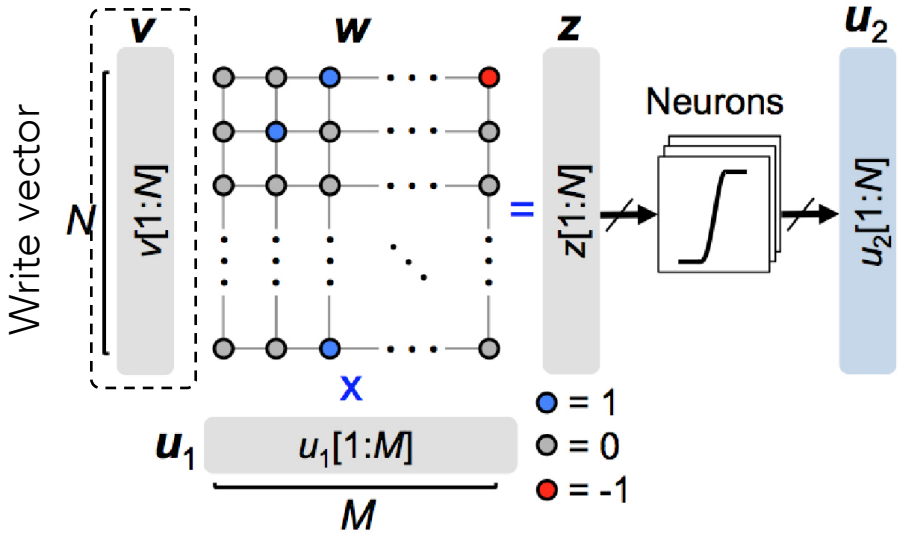 v
w
z
u2
Write vector
N
v[1:N]
=
z[1:N]
Neurons
u2[1:N]
x
u1
u1[1:M]
M
= 1
= 0
= -1